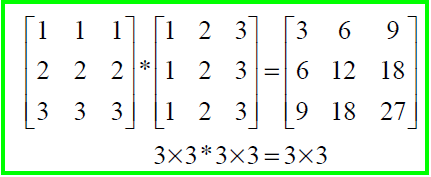 [1 1 1] [1 2 3] [3 6 9]
[2 2 2] * [1 2 3] = [6 12 18]
[3 3 3] [1 2 3] [9 18 27]
3×3*3×3=3×3